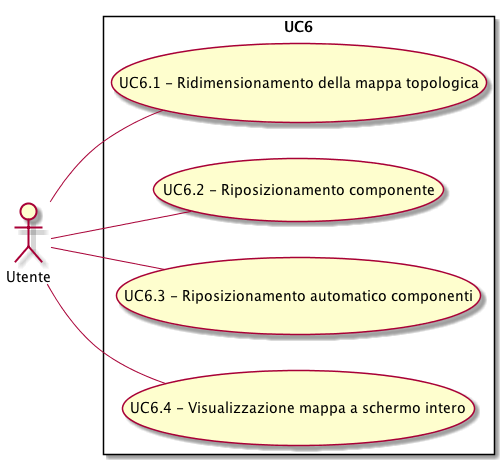 UC6
UC6.1 – Ridimensionamento della mappa topologica
UC6.2 – Riposizionamento componente
Utente
UC6.3 – Riposizionamento automatico componenti
UC6.4 – Visualizzazione mappa a schermo intero